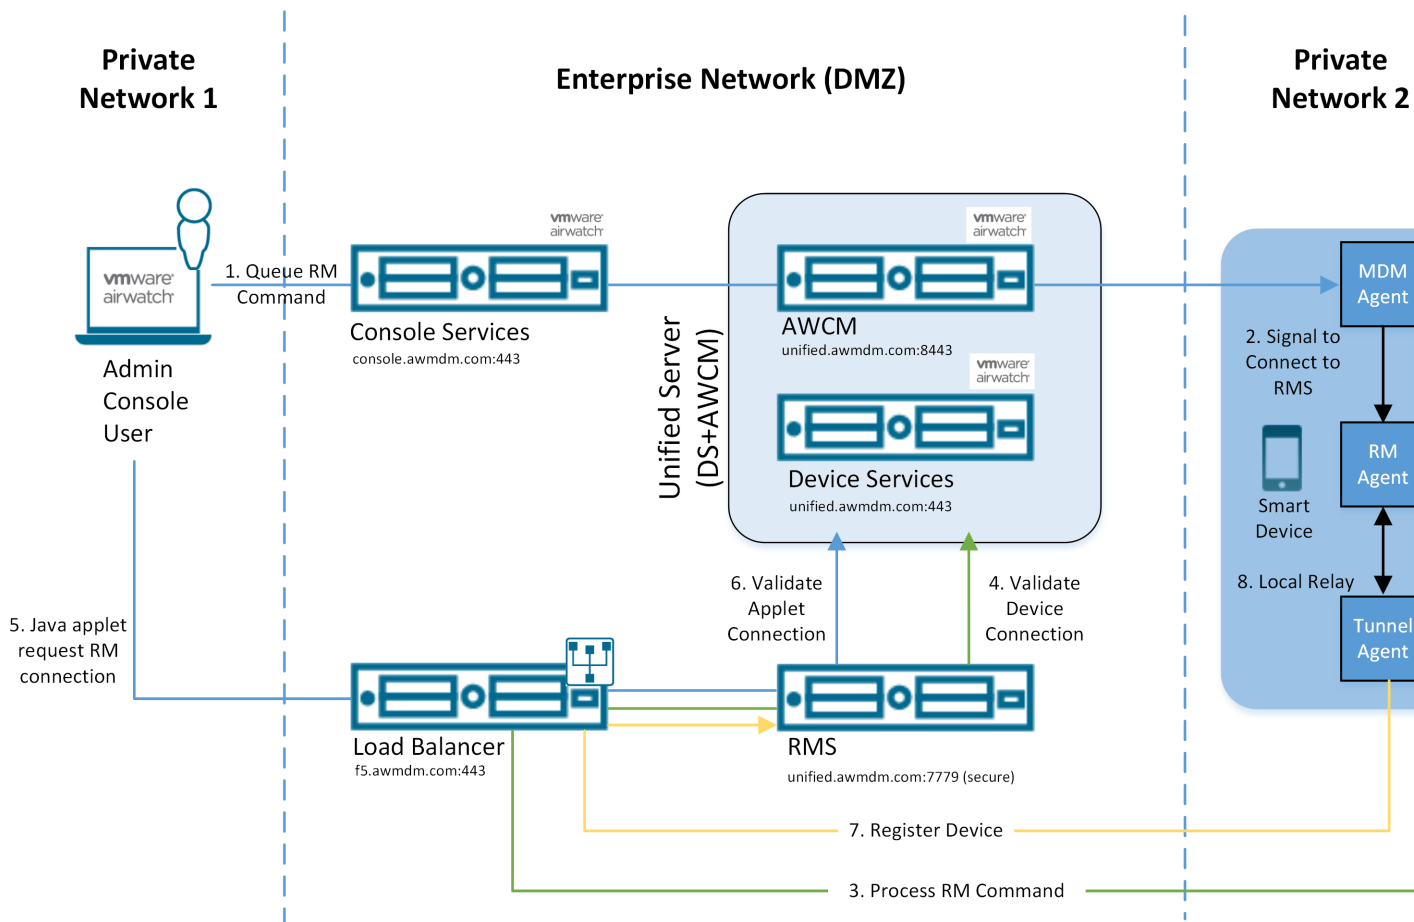 Private
Network 1
Enterprise Network (DMZ)
Private
Network 2
vmware
airwatch
Admin
Console
User
1. Queue RM
Command
vmware
airwatch
Console Services
console.awmdm.com:443
Unified Server
(DS+AWCM)
vmware
airwatch
AWCM
unified.awmdm.com:8443
vmware
airwatch
Device Services
unified.awmdm.com:443
MDM
Agent
2. Signal to
Connect to
RMS
RM
Agent
Smart
Device
8. Local Relay
Tunnel
Agent
6. Validate
Applet
Connection
4. Validate
Device
Connection
5. Java applet
request RM
connection
Load Balancer
f5.awmdm.com:443
RMS
unified.awmdm.com:7779 (secure)
7. Register Device
3. Process RM Command